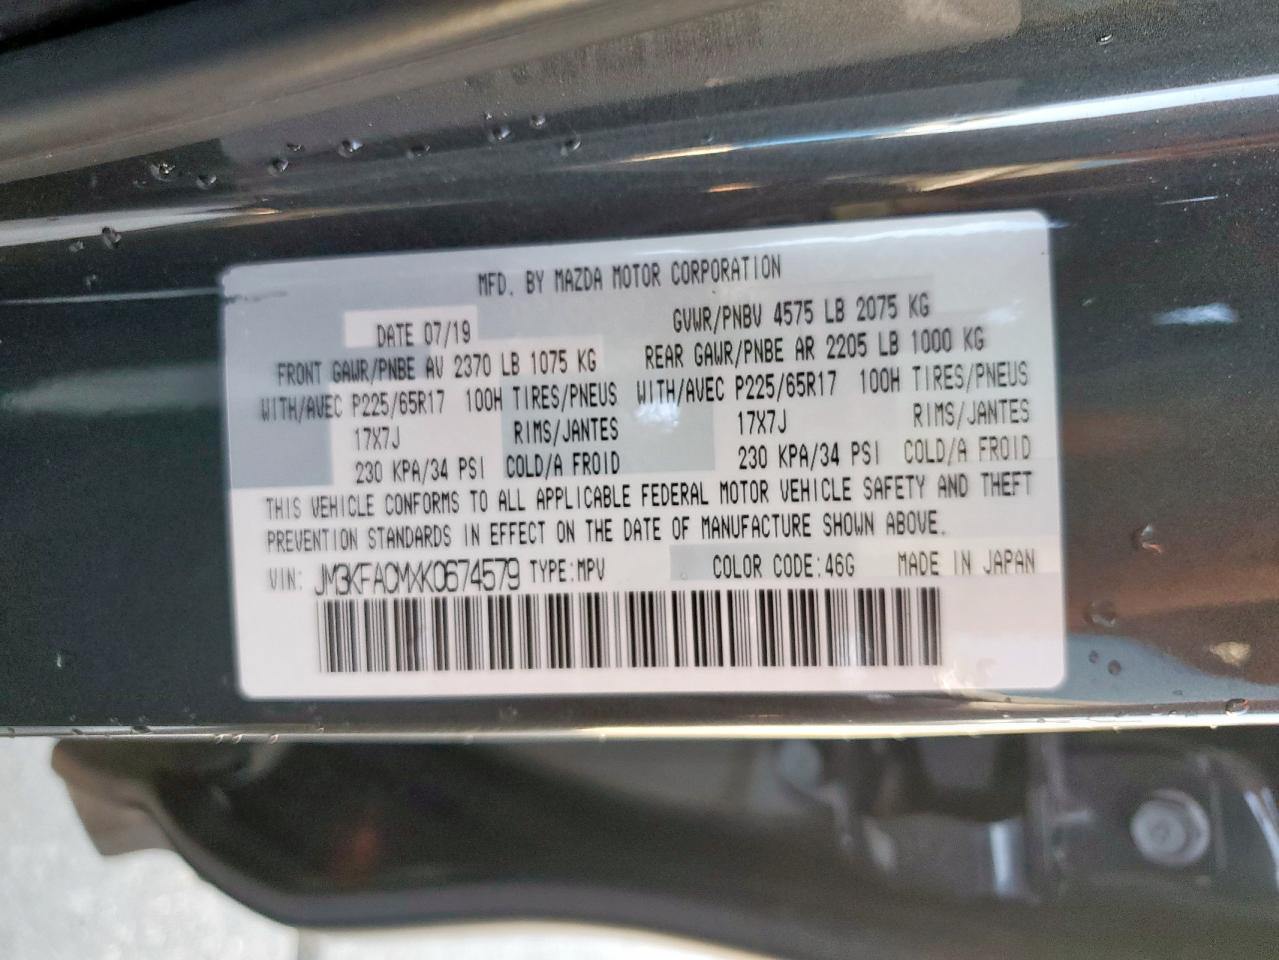 MFD. BY MAZDA MOTOR CORPORATION
DATE 07/19 GVWR/PNBV 4575 LB 2075 KG
FRONT GAWR/PNBE AV 2370 LB 1075 KG REAR GAWR/PNBE AR 2205 LB 1000 KG
WITH/AVEC P225/65R17 100H TIRES/PNEUS WITH/AVEC P225/65R17 100H TIRES/PNEUS
17X7J RIMS/JANTES 17X7J RIMS/JANTES
230 KPA/34 PSI COLD/A FROID 230 KPA/34 PSI COLD/A FROID
THIS VEHICLE CONFORMS TO ALL APPLICABLE FEDERAL MOTOR VEHICLE SAFETY AND THEFT
PREVENTION STANDARDS IN EFFECT ON THE DATE OF MANUFACTURE SHOWN ABOVE.
VIN: JM3KFACMXK0674579 TYPE:MPV COLOR CODE:46G MADE IN JAPAN